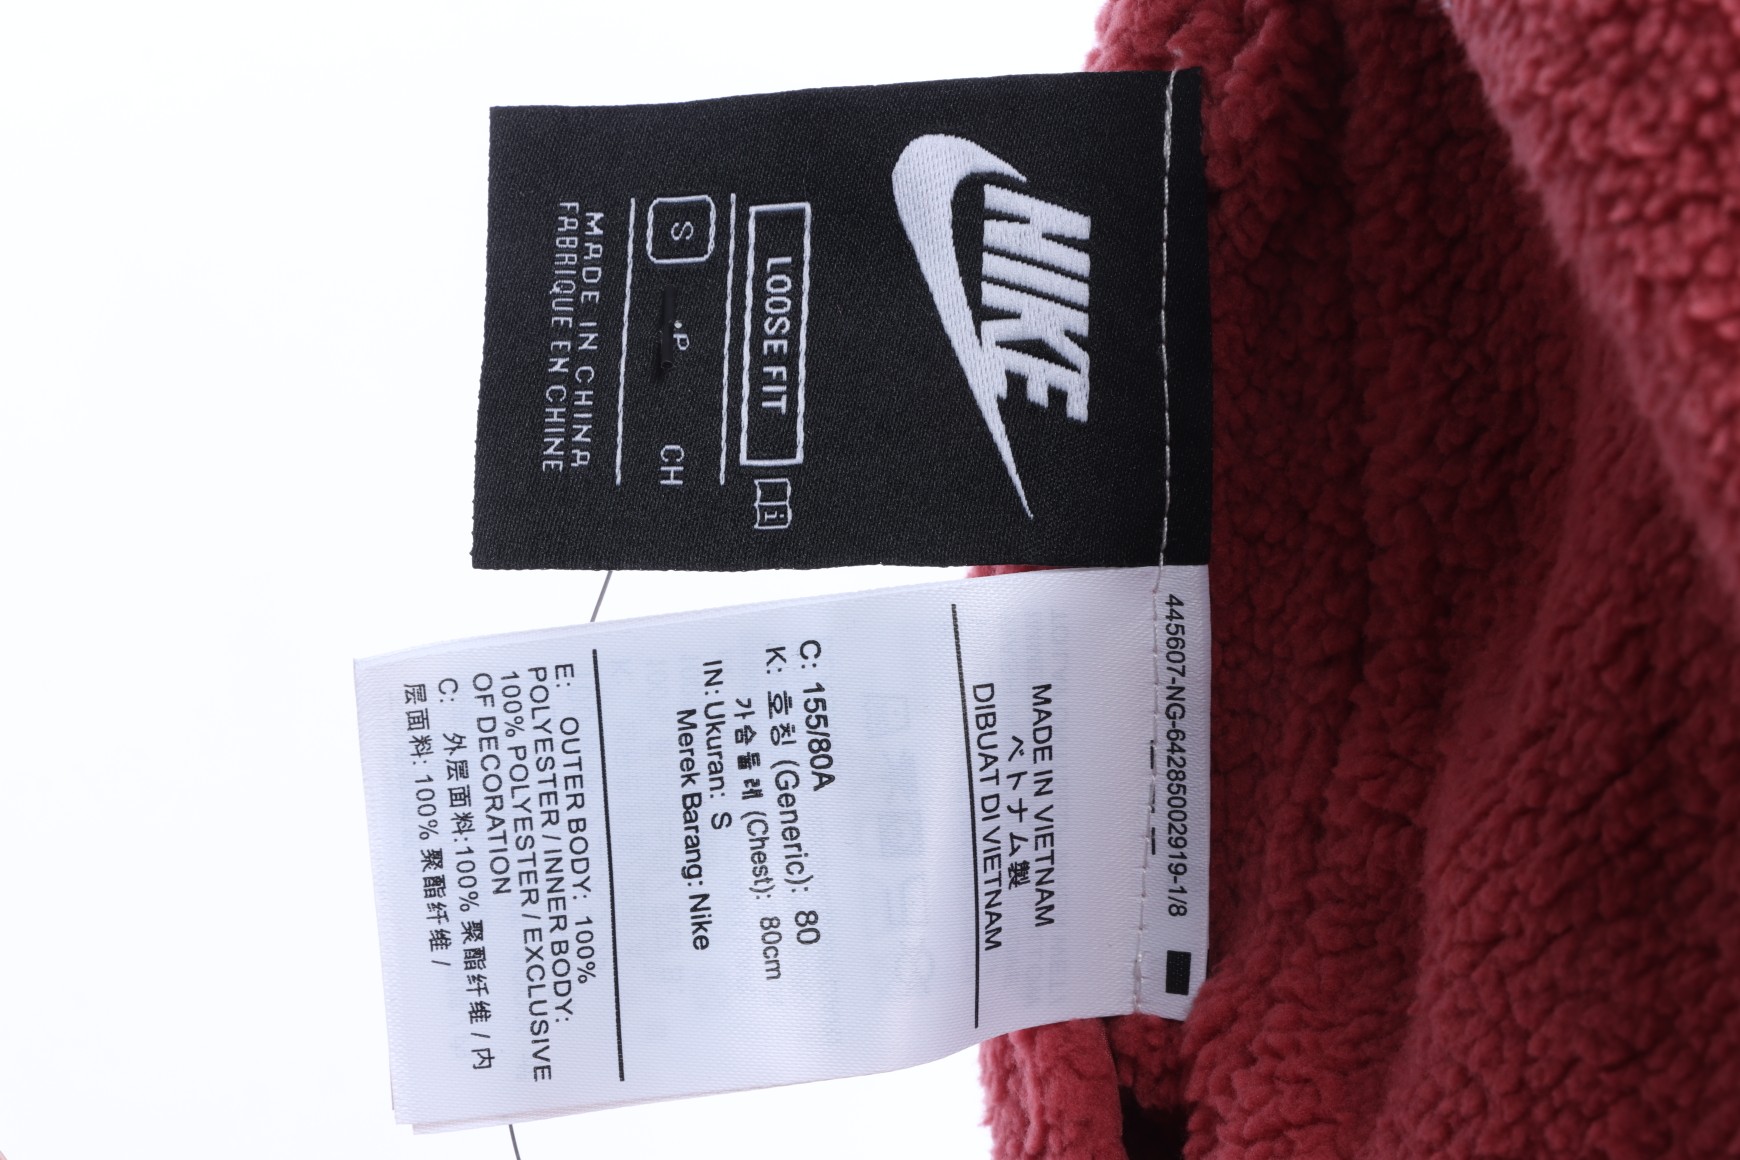 NIKE
LOOSE FIT
S CH
MADE IN CHINA
FABRIQUE EN CHINE
445607-NG-64285002919-1/8
MADE IN VIETNAM
ベトナム製
DIBUAT DI VIETNAM
C: 155/80A
K: 호칭 (Generic): 80
가슴둘레 (Chest): 80cm
IN: Ukuran: S
Merek Barang: Nike
E: OUTER BODY: 100%
POLYESTER / INNER BODY:
100% POLYESTER / EXCLUSIVE
OF DECORATION
C: 外层面料:100% 聚酯纤维 / 内
层面料: 100% 聚酯纤维 /